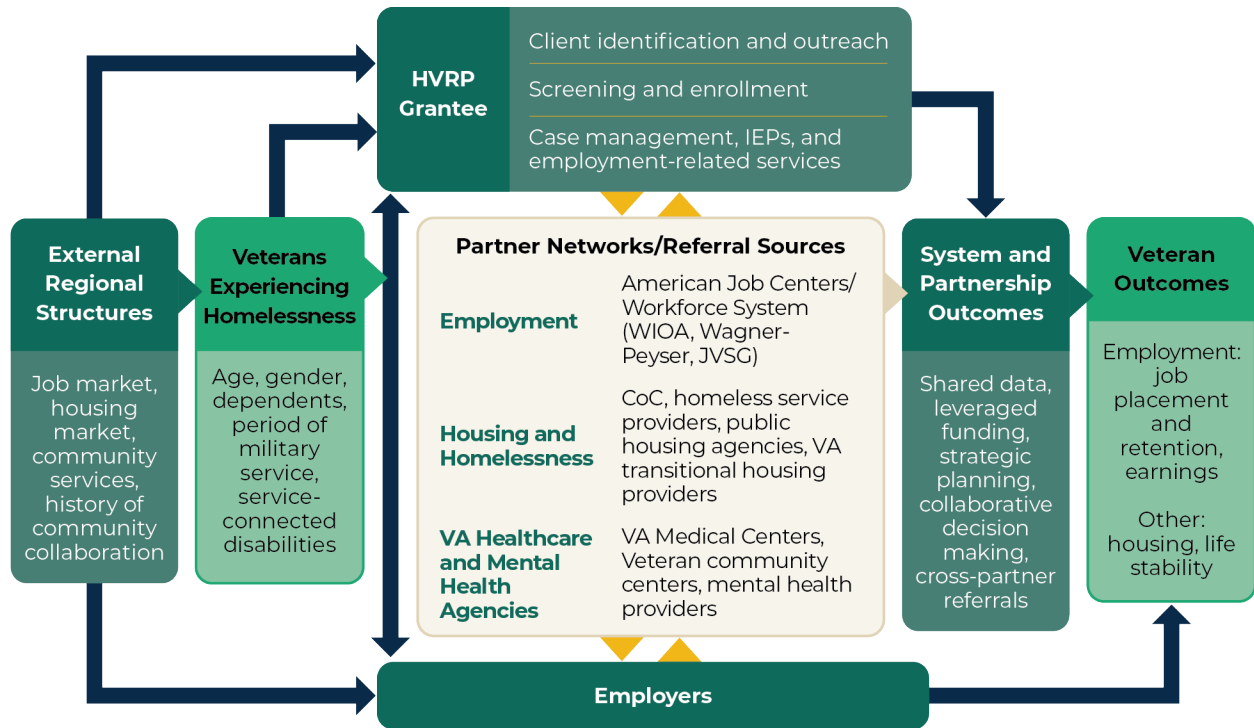 HVRP
Grantee
Client identification and outreach
Screening and enrollment
Case management, IEPs, and
employment-related services
External
Regional
Structures
Job market,
housing
market,
community
services,
history of
community
collaboration
Veterans
Experiencing
Homelessness
Age, gender,
dependents,
period of
military
service,
service-
connected
disabilities
Partner Networks/Referral Sources
Employment
American Job Centers/
Workforce System
(WIOA, Wagner-
Peyser, JVSG)
Housing and
Homelessness
CoC, homeless service
providers, public
housing agencies, VA
transitional housing
providers
VA Healthcare
and Mental
Health
Agencies
VA Medical Centers,
Veteran community
centers, mental health
providers
System and
Partnership
Outcomes
Shared data,
leveraged
funding,
strategic
planning,
collaborative
decision
making,
cross-partner
referrals
Veteran
Outcomes
Employment:
job
placement
and
retention,
earnings
Other:
housing, life
stability
Employers